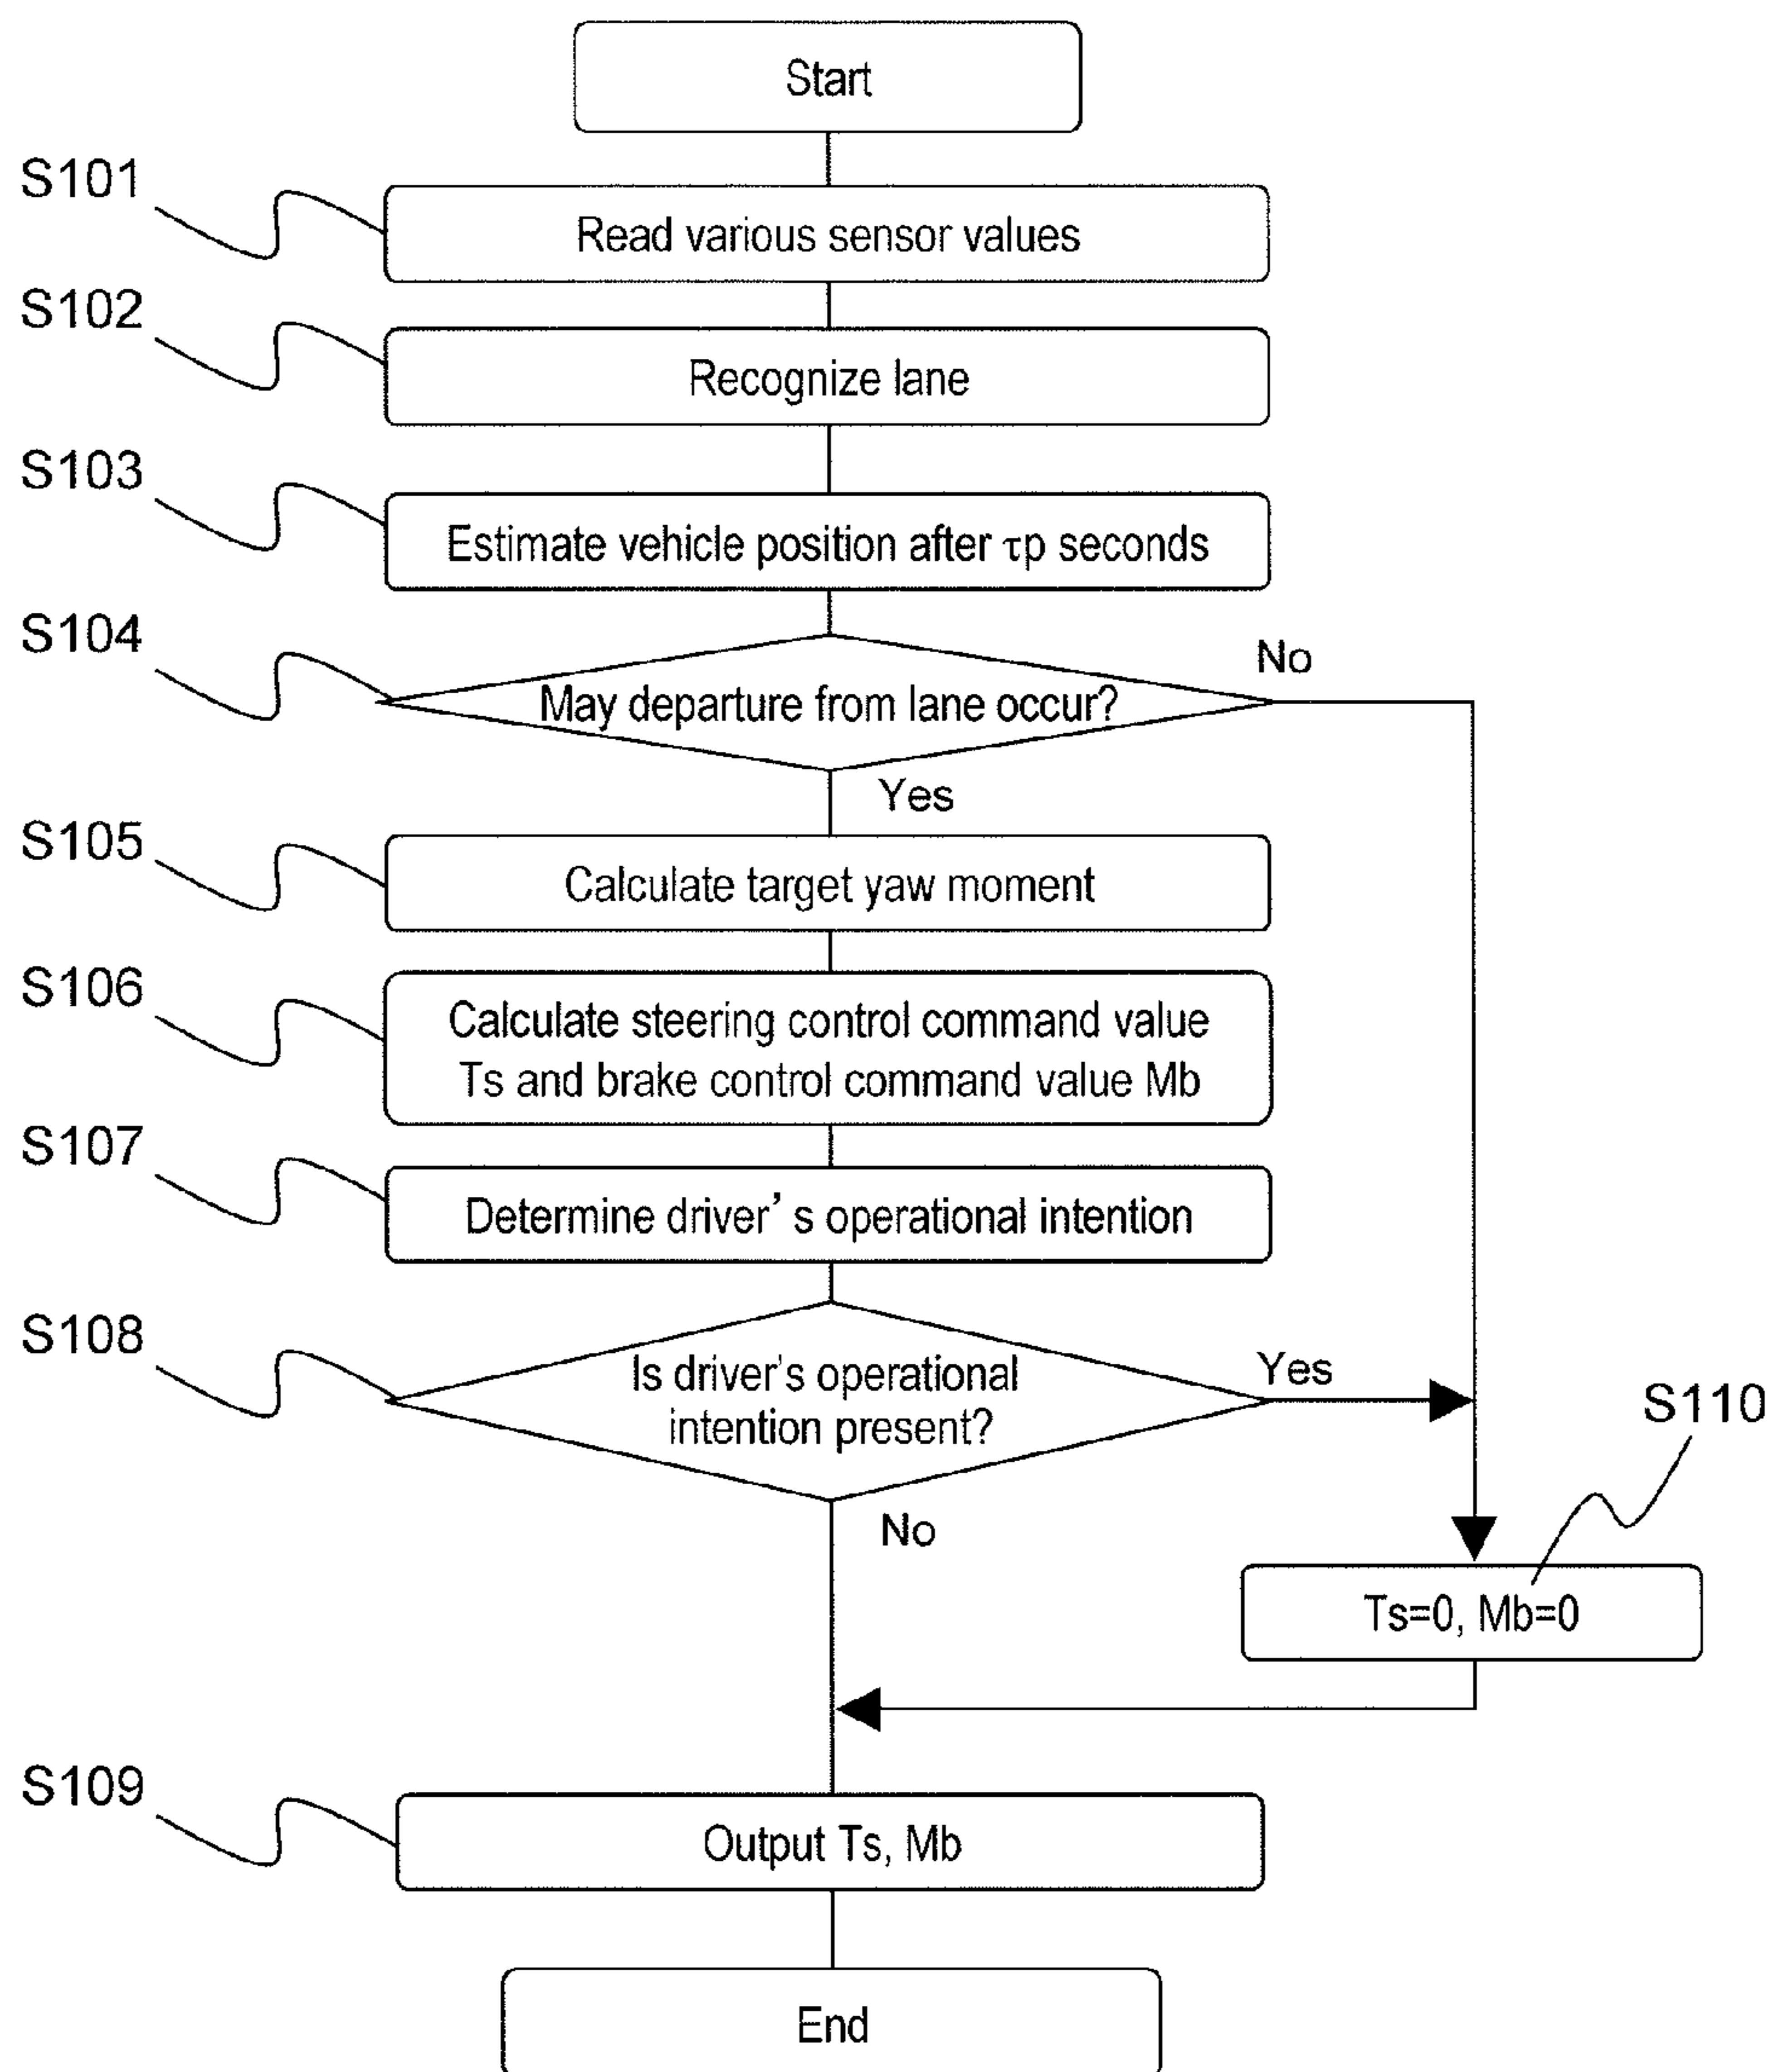 Start
S101
Read various sensor values
S102
Recognize lane
S103
Estimate vehicle position after τp seconds
S104
May departure from lane occur?
No
Yes
S105
Calculate target yaw moment
S106
Calculate steering control command value
Ts and brake control command value Mb
S107
Determine driver's operational intention
S108
Is driver's operational
intention present?
Yes
S110
No
Ts=0, Mb=0
S109
Output Ts, Mb
End